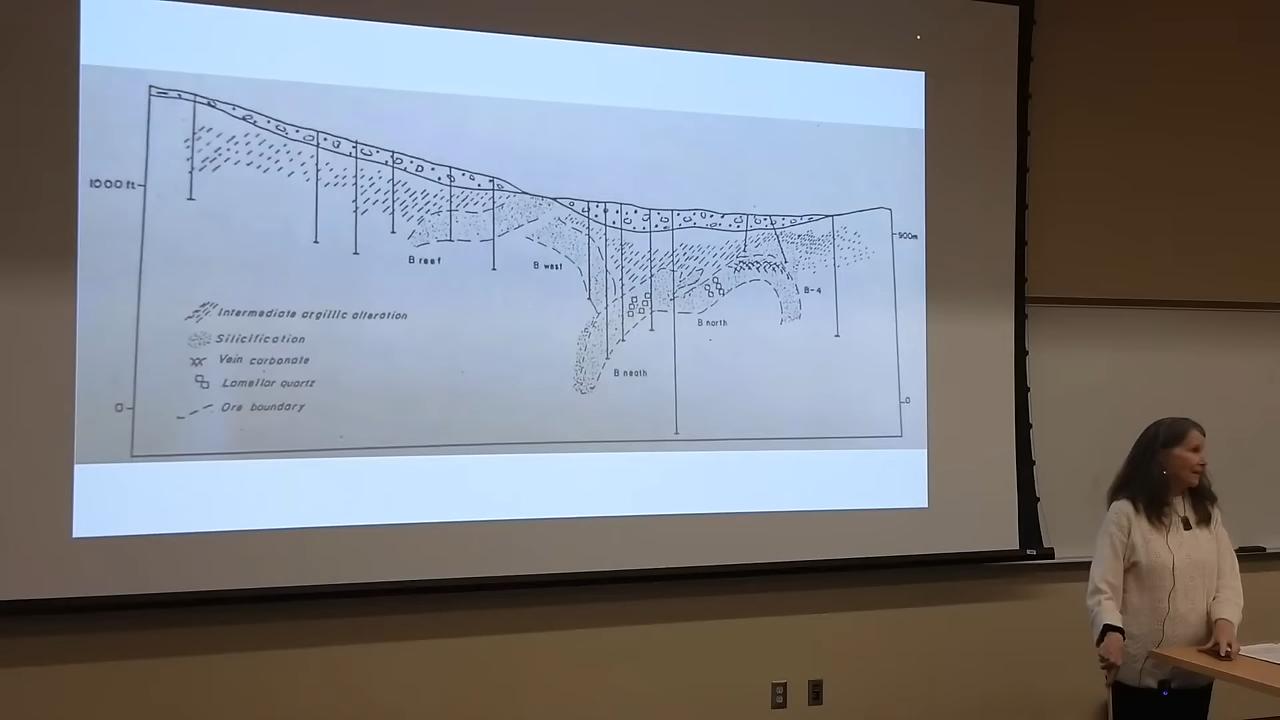 1000 ft
900m
B reef
B west
B-4
B north
B neath
Intermediate argillic alteration
Silicification
Vein carbonate
Lamellar quartz
Ore boundary
0
0